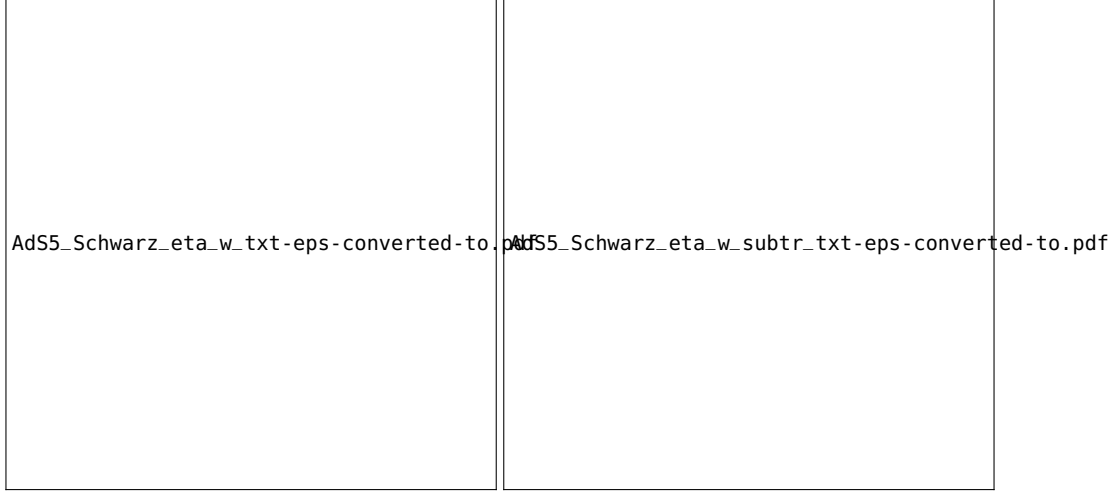 AdS5_Schwarz_eta_w_txt-eps-converted-to.pdf
AdS5_Schwarz_eta_w_subtr_txt-eps-converted-to.pdf